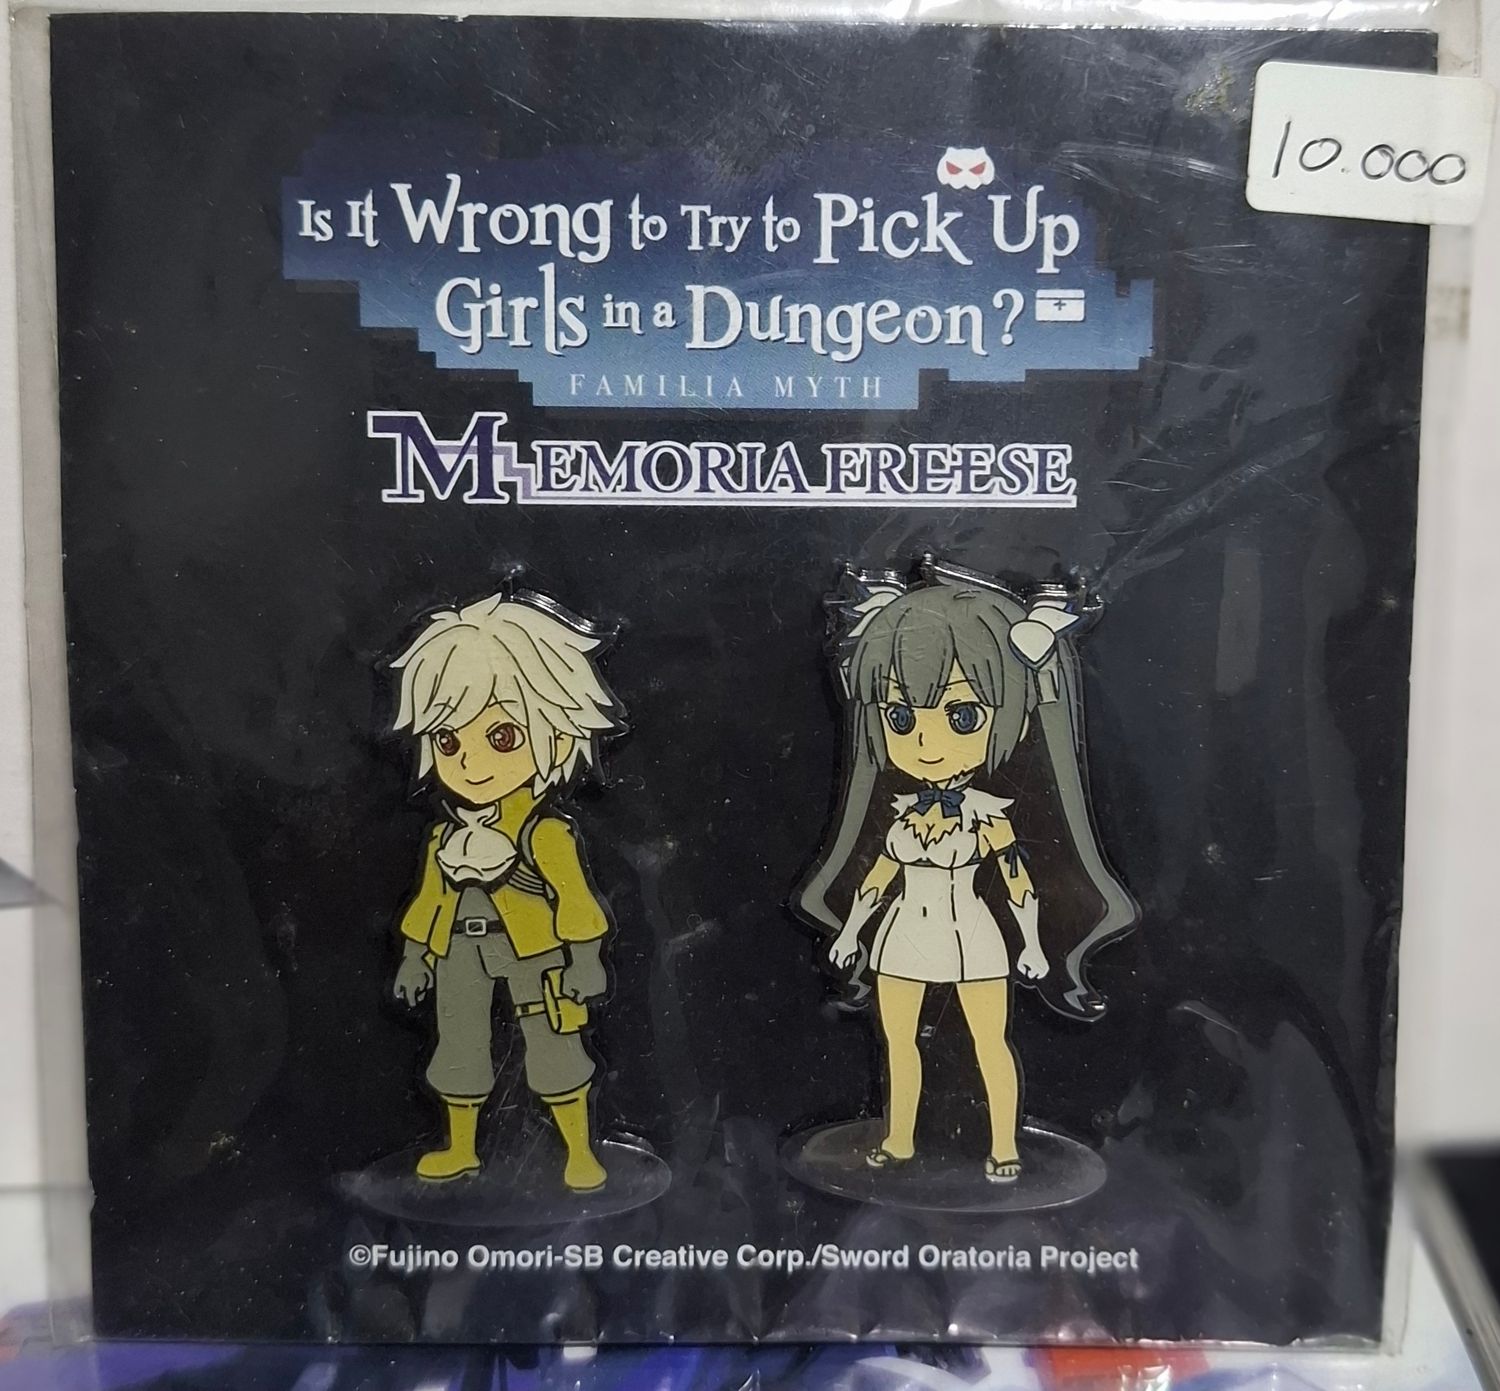 10.000
Is It Wrong to Try to Pick Up
Girls in a Dungeon?
FAMILIA MYTH
MEMORIA FREESE
©Fujino Omori-SB Creative Corp./Sword Oratoria Project